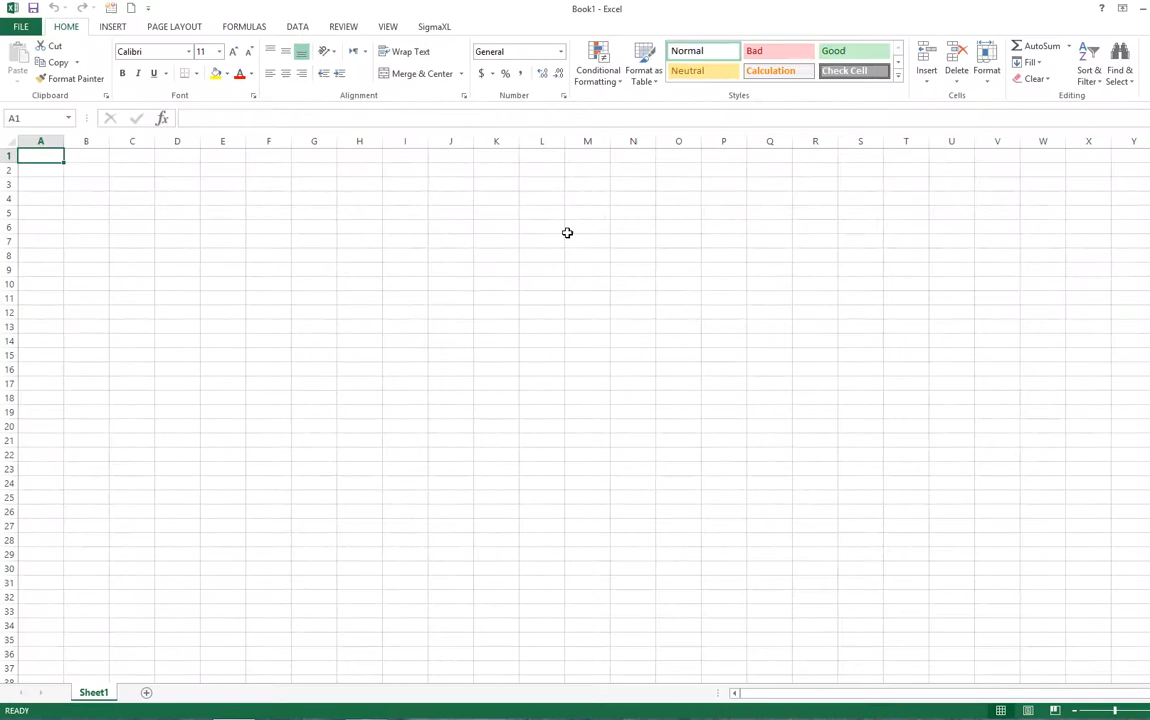 Book1 - Excel
?
FILE HOME INSERT PAGE LAYOUT FORMULAS DATA REVIEW VIEW SigmaXL
Paste
Cut
Copy
Format Painter
Clipboard
Calibri 11
B I U A
Font
Wrap Text
Merge & Center
Alignment
General
$ % ,
Number
Conditional Formatting
Format as Table
Normal Bad Good
Neutral Calculation Check Cell
Styles
Insert Delete Format
Cells
AutoSum
Fill
Clear
Sort & Filter
Find & Select
Editing
A1 fx
A B C D E F G H I J K L M N O P Q R S T U V W X Y
1
2
3
4
5
6
7
8
9
10
11
12
13
14
15
16
17
18
19
20
21
22
23
24
25
26
27
28
29
30
31
32
33
34
35
36
37
38
Sheet1
READY